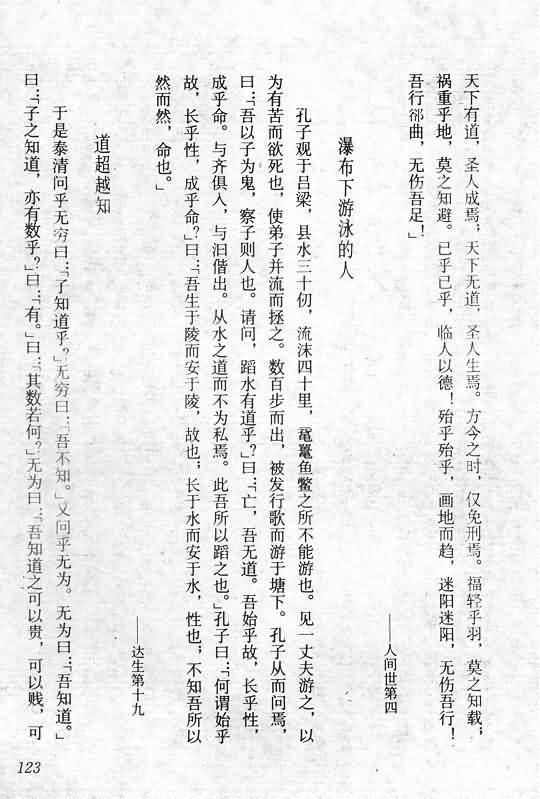 天下有道，圣人成焉；天下无道，圣人生焉。方今之时，仅免刑焉。福轻乎羽，莫之知载；
祸重乎地，莫之知避。已乎已乎，临人以德！殆乎殆乎，画地而趋，迷阳迷阳，无伤吾行！
吾行郤曲，无伤吾足！」
——人间世第四
瀑布下游泳的人
孔子观于吕梁，县水三十仞，流沫四十里，鼋鼍鱼鳖之所不能游也。见一丈夫游之，以
为有苦而欲死也，使弟子并流而拯之。数百步而出，被发行歌而游于塘下。孔子从而问焉，
曰：「吾以子为鬼，察子则人也。请问，蹈水有道乎？」曰：「亡，吾无道。吾始乎故，长乎性，
成乎命。与齐俱入，与汩偕出。从水之道而不为私焉。此吾所以蹈之也。」孔子曰：「何谓始乎
故，长乎性，成乎命？」曰：「吾生于陵而安于陵，故也；长于水而安于水，性也；不知吾所以
然而然，命也。」
——达生第十九
道超越知
于是泰清问乎无穷曰：「子知道乎？」无穷曰：「吾不知。」又问乎无为。无为曰：「吾知道。」
曰：「子之知道，亦有数乎？」曰：「有。」曰：「其数若何？」无为曰：「吾知道之可以贵，可以贱，可
123